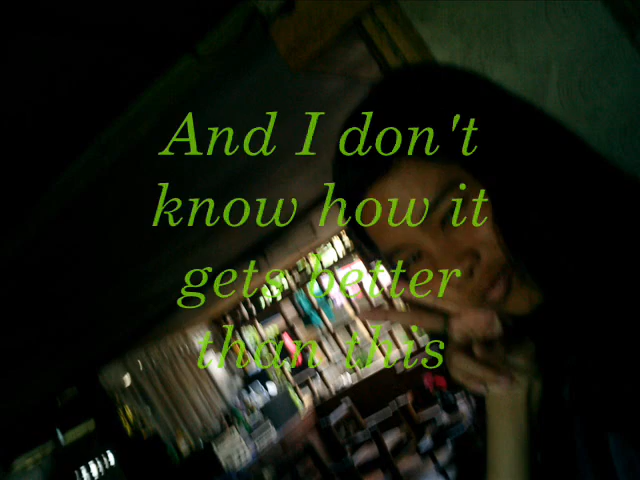 And I don't
know how it
gets better
than this